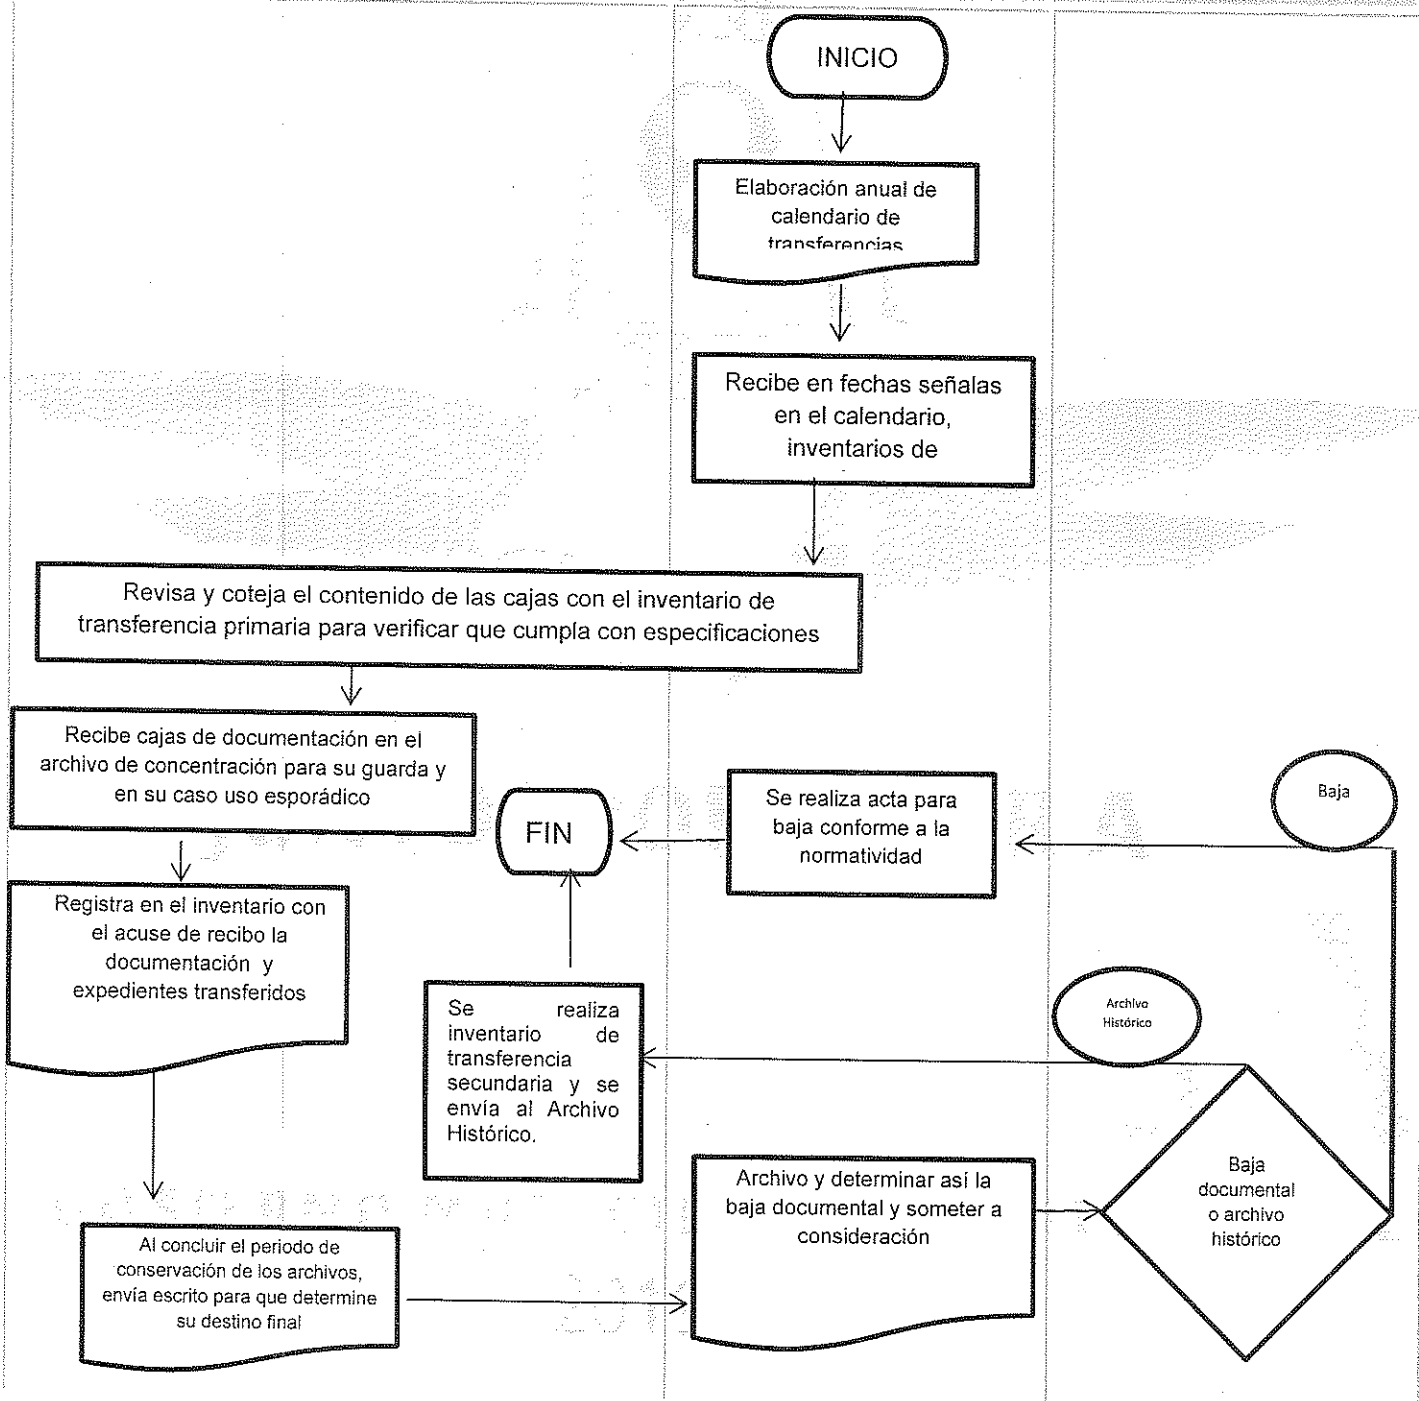 INICIO
Elaboración anual de
calendario de
transferencias
Recibe en fechas señalas
en el calendario,
inventarios de
Revisa y coteja el contenido de las cajas con el inventario de
transferencia primaria para verificar que cumpla con especificaciones
Recibe cajas de documentación en el
archivo de concentración para su guarda y
en su caso uso esporádico
Registra en el inventario con
el acuse de recibo la
documentación y
expedientes transferidos
Al concluir el periodo de
conservación de los archivos,
envía escrito para que determine
su destino final
Archivo y determinar así la
baja documental y someter a
consideración
Baja
documental
o archivo
histórico
Baja
Se realiza acta para
baja conforme a la
normatividad
Archivo
Histórico
Se realiza
inventario de
transferencia
secundaria y se
envía al Archivo
Histórico.
FIN